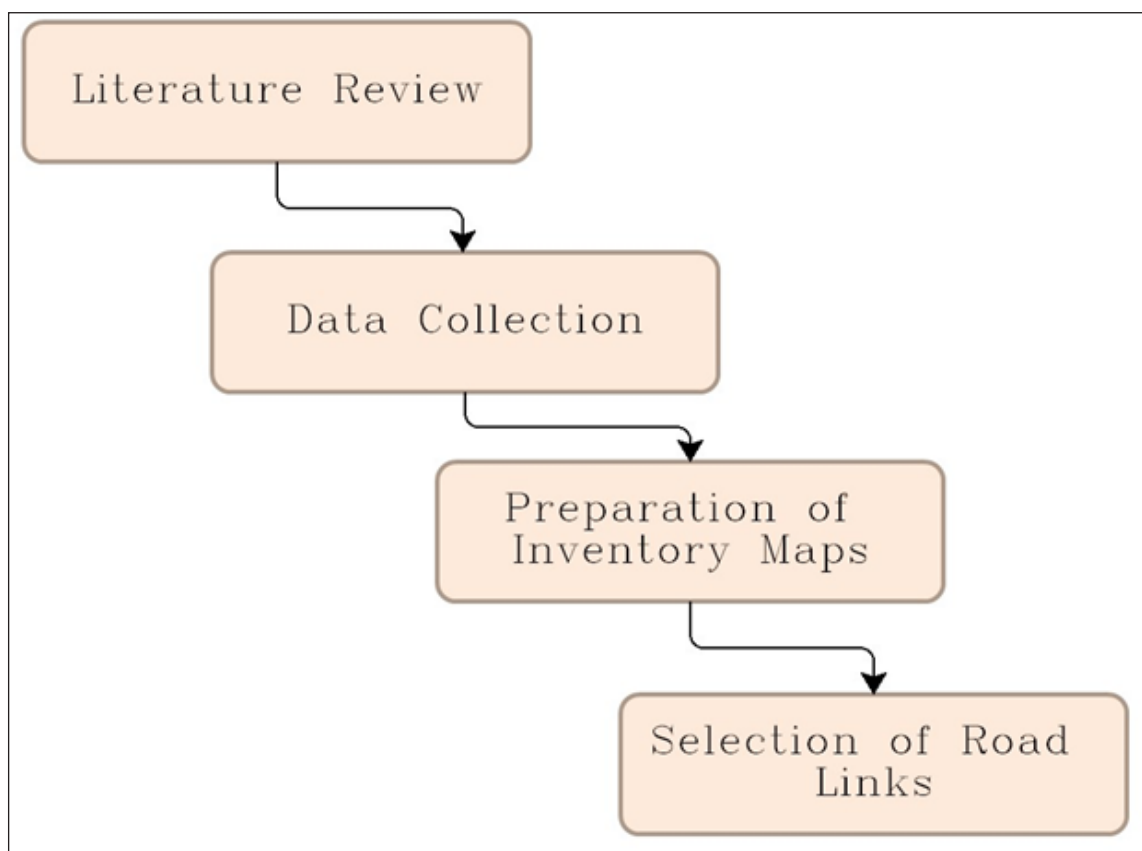 Literature Review
Data Collection
Preparation of
Inventory Maps
Selection of Road
Links